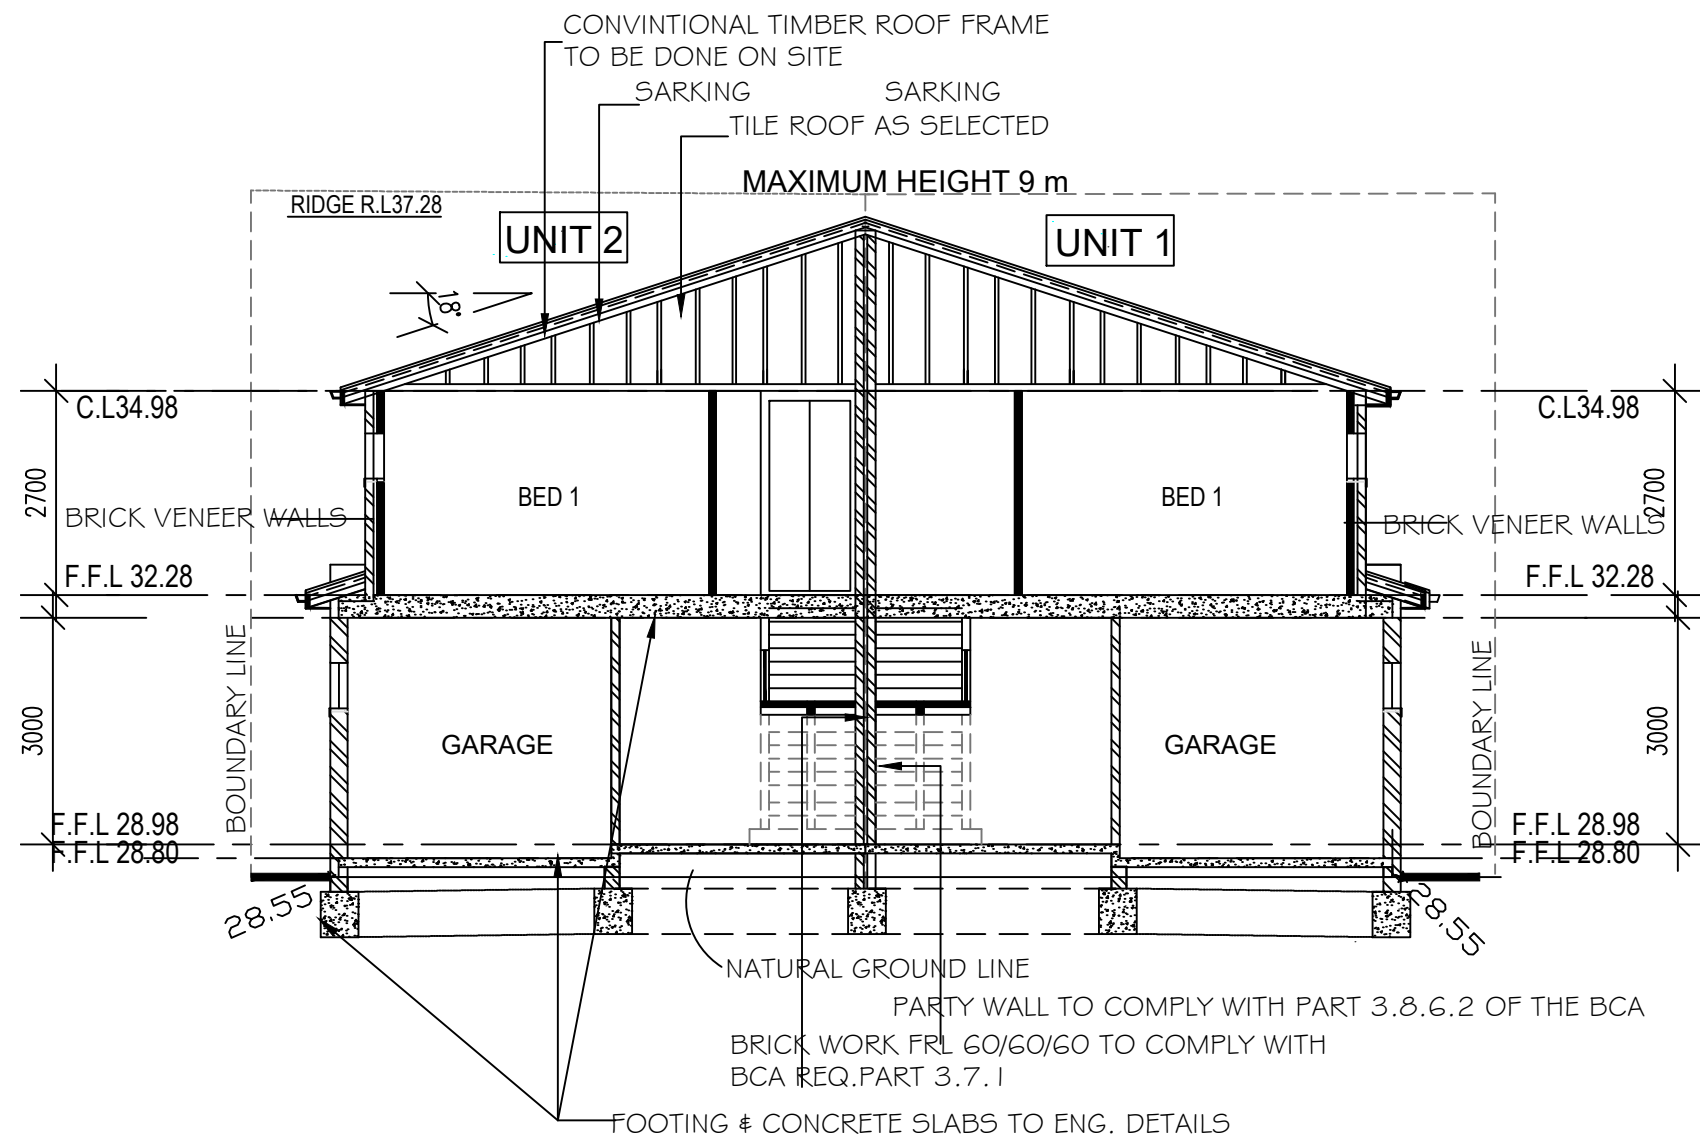 CONVINTIONAL TIMBER ROOF FRAME
TO BE DONE ON SITE
SARKING
SARKING
TILE ROOF AS SELECTED
MAXIMUM HEIGHT 9 m
RIDGE R.L37.28
UNIT 2
UNIT 1
18°
C.L34.98
C.L34.98
2700
2700
BED 1
BED 1
BRICK VENEER WALLS
BRICK VENEER WALLS
F.F.L 32.28
F.F.L 32.28
BOUNDARY LINE
BOUNDARY LINE
3000
3000
GARAGE
GARAGE
F.F.L 28.98
F.F.L 28.98
F.F.L 28.80
F.F.L 28.80
28.55
28.55
NATURAL GROUND LINE
PARTY WALL TO COMPLY WITH PART 3.8.6.2 OF THE BCA
BRICK WORK FRL 60/60/60 TO COMPLY WITH
BCA REQ.PART 3.7.1
FOOTING & CONCRETE SLABS TO ENG. DETAILS